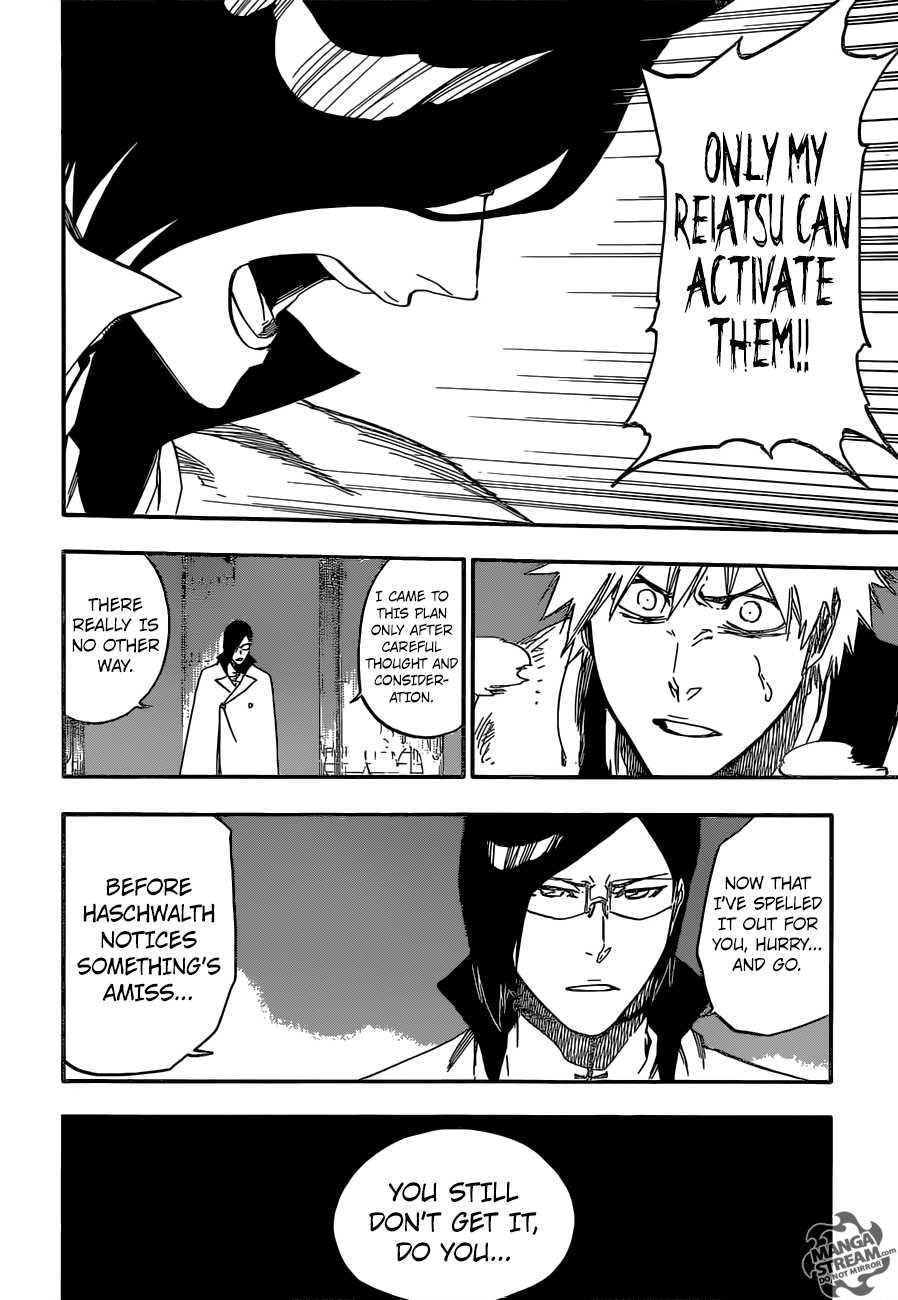 ONLY MY
REIATSU CAN
ACTIVATE
THEM!!
I CAME
TO THIS PLAN
ONLY AFTER
CAREFUL
THOUGHT AND
CONSIDER-
ATION.
THERE
REALLY IS
NO OTHER
WAY.
NOW THAT
I'VE SPELLED
IT OUT FOR
YOU, HURRY...
AND GO.
BEFORE
HASCHWALTH
NOTICES
SOMETHING'S
AMISS...
YOU STILL
DON'T GET IT,
DO YOU...
MANGA
STREAM.com
DO NOT MIRROR